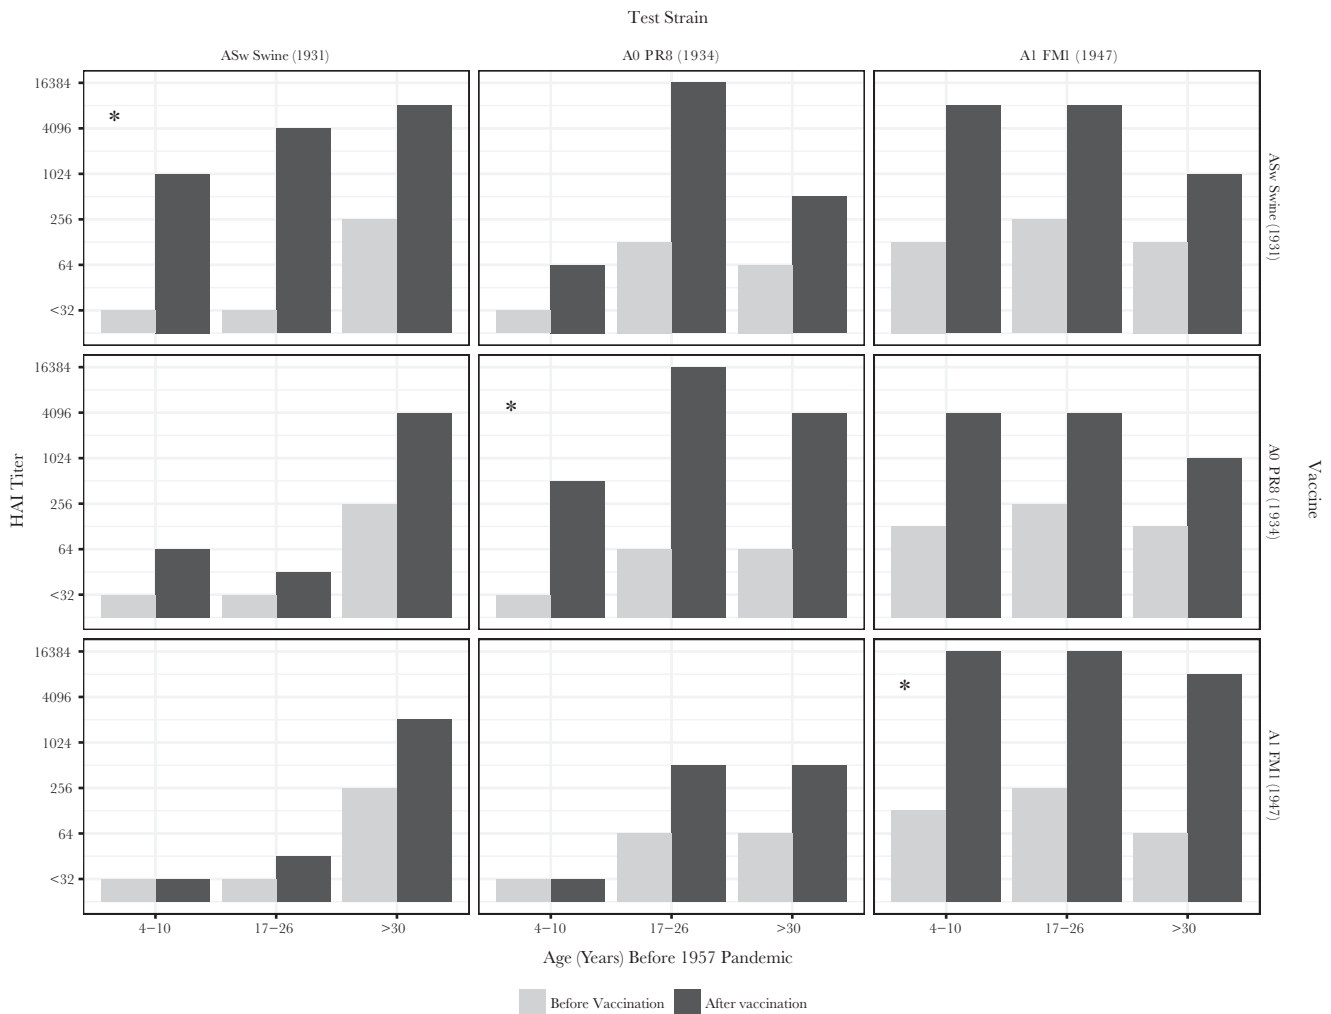 Test Strain
ASw Swine (1931)
A0 PR8 (1934)
A1 FM1 (1947)
16384
4096
1024
256
64
<32
*
ASw Swine (1931)
16384
4096
1024
256
64
<32
*
A0 PR8 (1934)
16384
4096
1024
256
64
<32
*
A1 FM1 (1947)
HAI Titer
Vaccine
4–10
17–26
>30
4–10
17–26
>30
4–10
17–26
>30
Age (Years) Before 1957 Pandemic
Before Vaccination
After vaccination